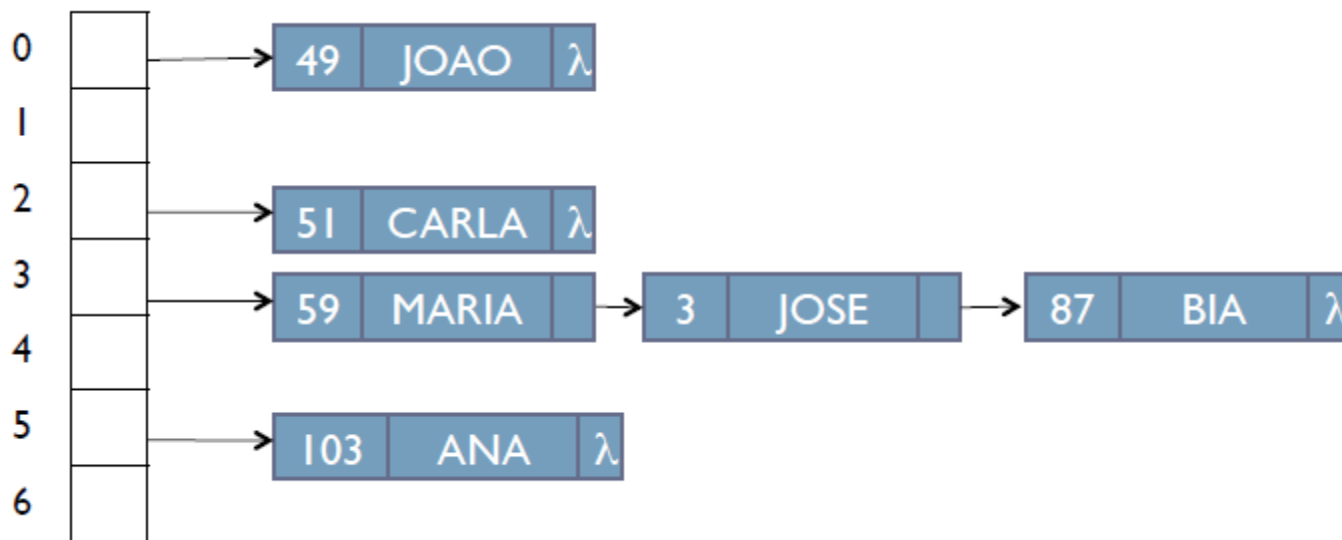 0 49 JOAO λ
1
2 51 CARLA λ
3 59 MARIA 3 JOSE 87 BIA λ
4
5 103 ANA λ
6